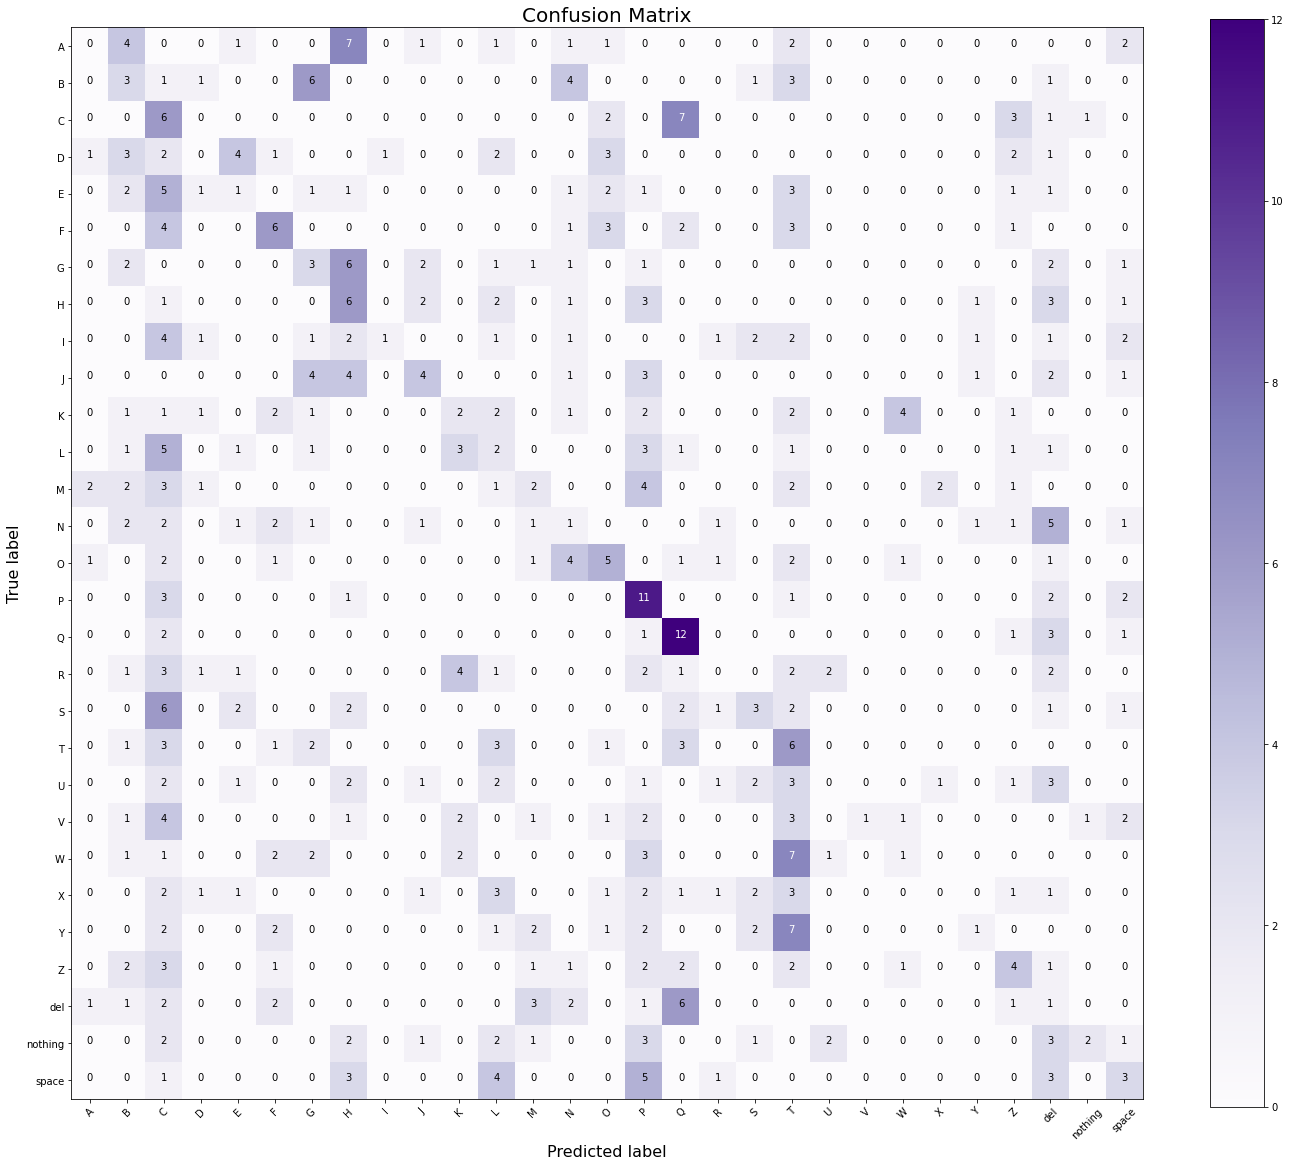 Confusion Matrix
A 0 4 0 0 1 0 0 7 0 1 0 1 0 1 1 0 0 0 0 2 0 0 0 0 0 0 0 0 2
B 0 3 1 1 0 0 6 0 0 0 0 0 0 4 0 0 0 0 1 3 0 0 0 0 0 0 1 0 0
C 0 0 6 0 0 0 0 0 0 0 0 0 0 0 2 0 7 0 0 0 0 0 0 0 0 3 1 1 0
D 1 3 2 0 4 1 0 0 1 0 0 2 0 0 3 0 0 0 0 0 0 0 0 0 0 2 1 0 0
E 0 2 5 1 1 0 1 1 0 0 0 0 0 1 2 1 0 0 0 3 0 0 0 0 0 1 1 0 0
F 0 0 4 0 0 6 0 0 0 0 0 0 0 1 3 0 2 0 0 3 0 0 0 0 0 1 0 0 0
G 0 2 0 0 0 0 3 6 0 2 0 1 1 1 0 1 0 0 0 0 0 0 0 0 0 0 2 0 1
H 0 0 1 0 0 0 0 6 0 2 0 2 0 1 0 3 0 0 0 0 0 0 0 0 1 0 3 0 1
I 0 0 4 1 0 0 1 2 1 0 0 1 0 1 0 0 0 1 2 2 0 0 0 0 1 0 1 0 2
J 0 0 0 0 0 0 4 4 0 4 0 0 0 1 0 3 0 0 0 0 0 0 0 0 1 0 2 0 1
K 0 1 1 1 0 2 1 0 0 0 2 2 0 1 0 2 0 0 0 2 0 0 4 0 0 1 0 0 0
L 0 1 5 0 1 0 1 0 0 0 3 2 0 0 0 3 1 0 0 1 0 0 0 0 0 1 1 0 0
M 2 2 3 1 0 0 0 0 0 0 0 1 2 0 0 4 0 0 0 2 0 0 0 2 0 1 0 0 0
N 0 2 2 0 1 2 1 0 0 1 0 0 1 1 0 0 0 1 0 0 0 0 0 0 1 1 5 0 1
O 1 0 2 0 0 1 0 0 0 0 0 0 1 4 5 0 1 1 0 2 0 0 1 0 0 0 1 0 0
P 0 0 3 0 0 0 0 1 0 0 0 0 0 0 0 11 0 0 0 1 0 0 0 0 0 0 2 0 2
Q 0 0 2 0 0 0 0 0 0 0 0 0 0 0 0 1 12 0 0 0 0 0 0 0 0 1 3 0 1
R 0 1 3 1 1 0 0 0 0 0 4 1 0 0 0 2 1 0 0 2 2 0 0 0 0 0 2 0 0
S 0 0 6 0 2 0 0 2 0 0 0 0 0 0 0 0 2 1 3 2 0 0 0 0 0 0 1 0 1
T 0 1 3 0 0 1 2 0 0 0 0 3 0 0 1 0 3 0 0 6 0 0 0 0 0 0 0 0 0
U 0 0 2 0 1 0 0 2 0 1 0 2 0 0 0 1 0 1 2 3 0 0 0 1 0 1 3 0 0
V 0 1 4 0 0 0 0 1 0 0 2 0 1 0 1 2 0 0 0 3 0 1 1 0 0 0 0 1 2
W 0 1 1 0 0 2 2 0 0 0 2 0 0 0 0 3 0 0 0 7 1 0 1 0 0 0 0 0 0
X 0 0 2 1 1 0 0 0 0 1 0 3 0 0 1 2 1 1 2 3 0 0 0 0 0 1 1 0 0
Y 0 0 2 0 0 2 0 0 0 0 0 1 2 0 1 2 0 0 2 7 0 0 0 0 1 0 0 0 0
Z 0 2 3 0 0 1 0 0 0 0 0 0 1 1 0 2 2 0 0 2 0 0 1 0 0 4 1 0 0
del 1 1 2 0 0 2 0 0 0 0 0 0 3 2 0 1 6 0 0 0 0 0 0 0 0 1 1 0 0
nothing 0 0 2 0 0 0 0 2 0 1 0 2 1 0 0 3 0 0 1 0 2 0 0 0 0 0 3 2 1
space 0 0 1 0 0 0 0 3 0 0 0 4 0 0 0 5 0 1 0 0 0 0 0 0 0 0 3 0 3
A B C D E F G H I J K L M N O P Q R S T U V W X Y Z del nothing space
Predicted label
True label
12
10
8
6
4
2
0